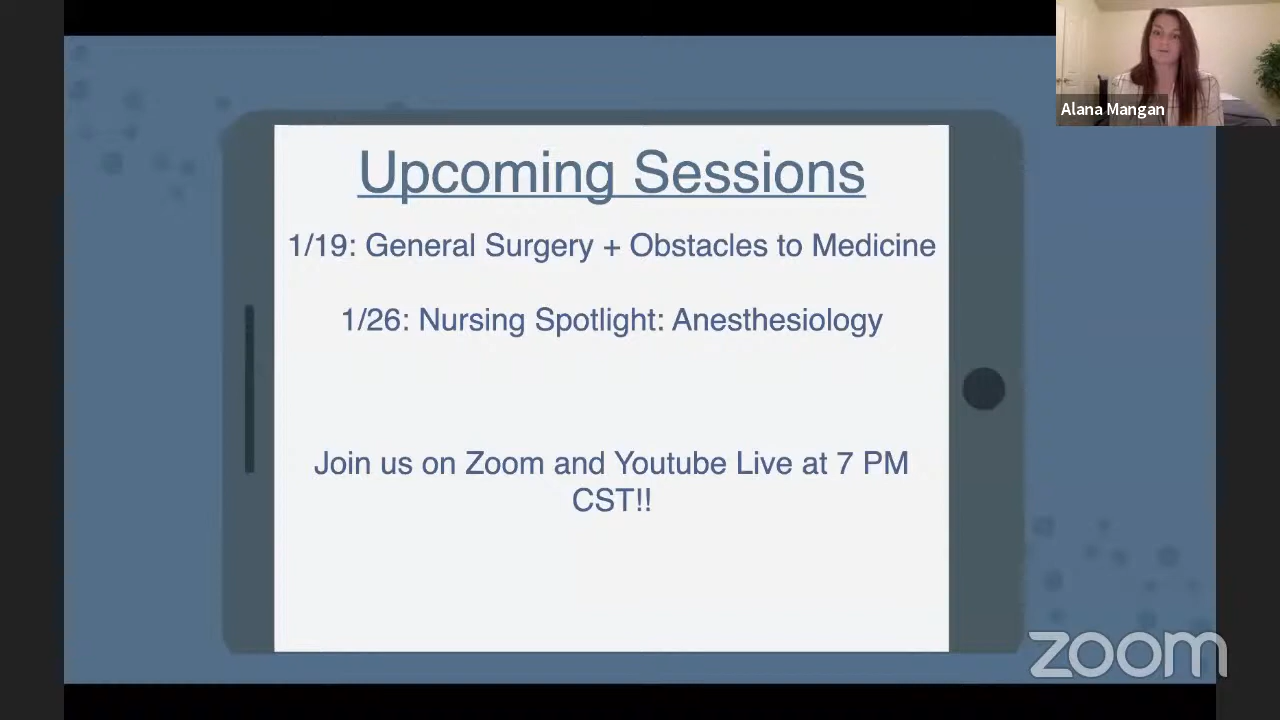 Alana Mangan
Upcoming Sessions
1/19: General Surgery + Obstacles to Medicine
1/26: Nursing Spotlight: Anesthesiology
Join us on Zoom and Youtube Live at 7 PM
CST!!
zoom